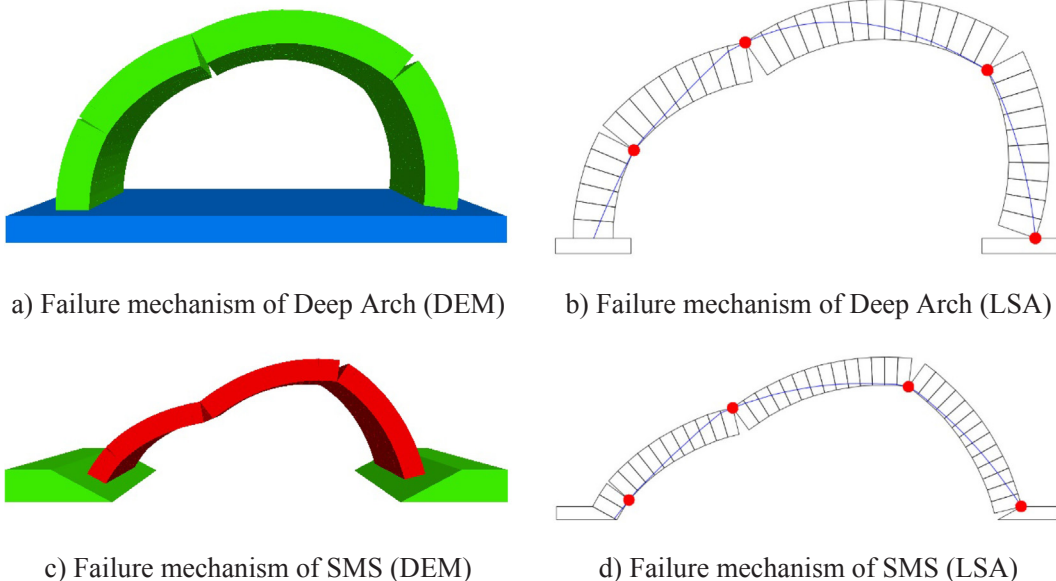 a) Failure mechanism of Deep Arch (DEM)
b) Failure mechanism of Deep Arch (LSA)
c) Failure mechanism of SMS (DEM)
d) Failure mechanism of SMS (LSA)